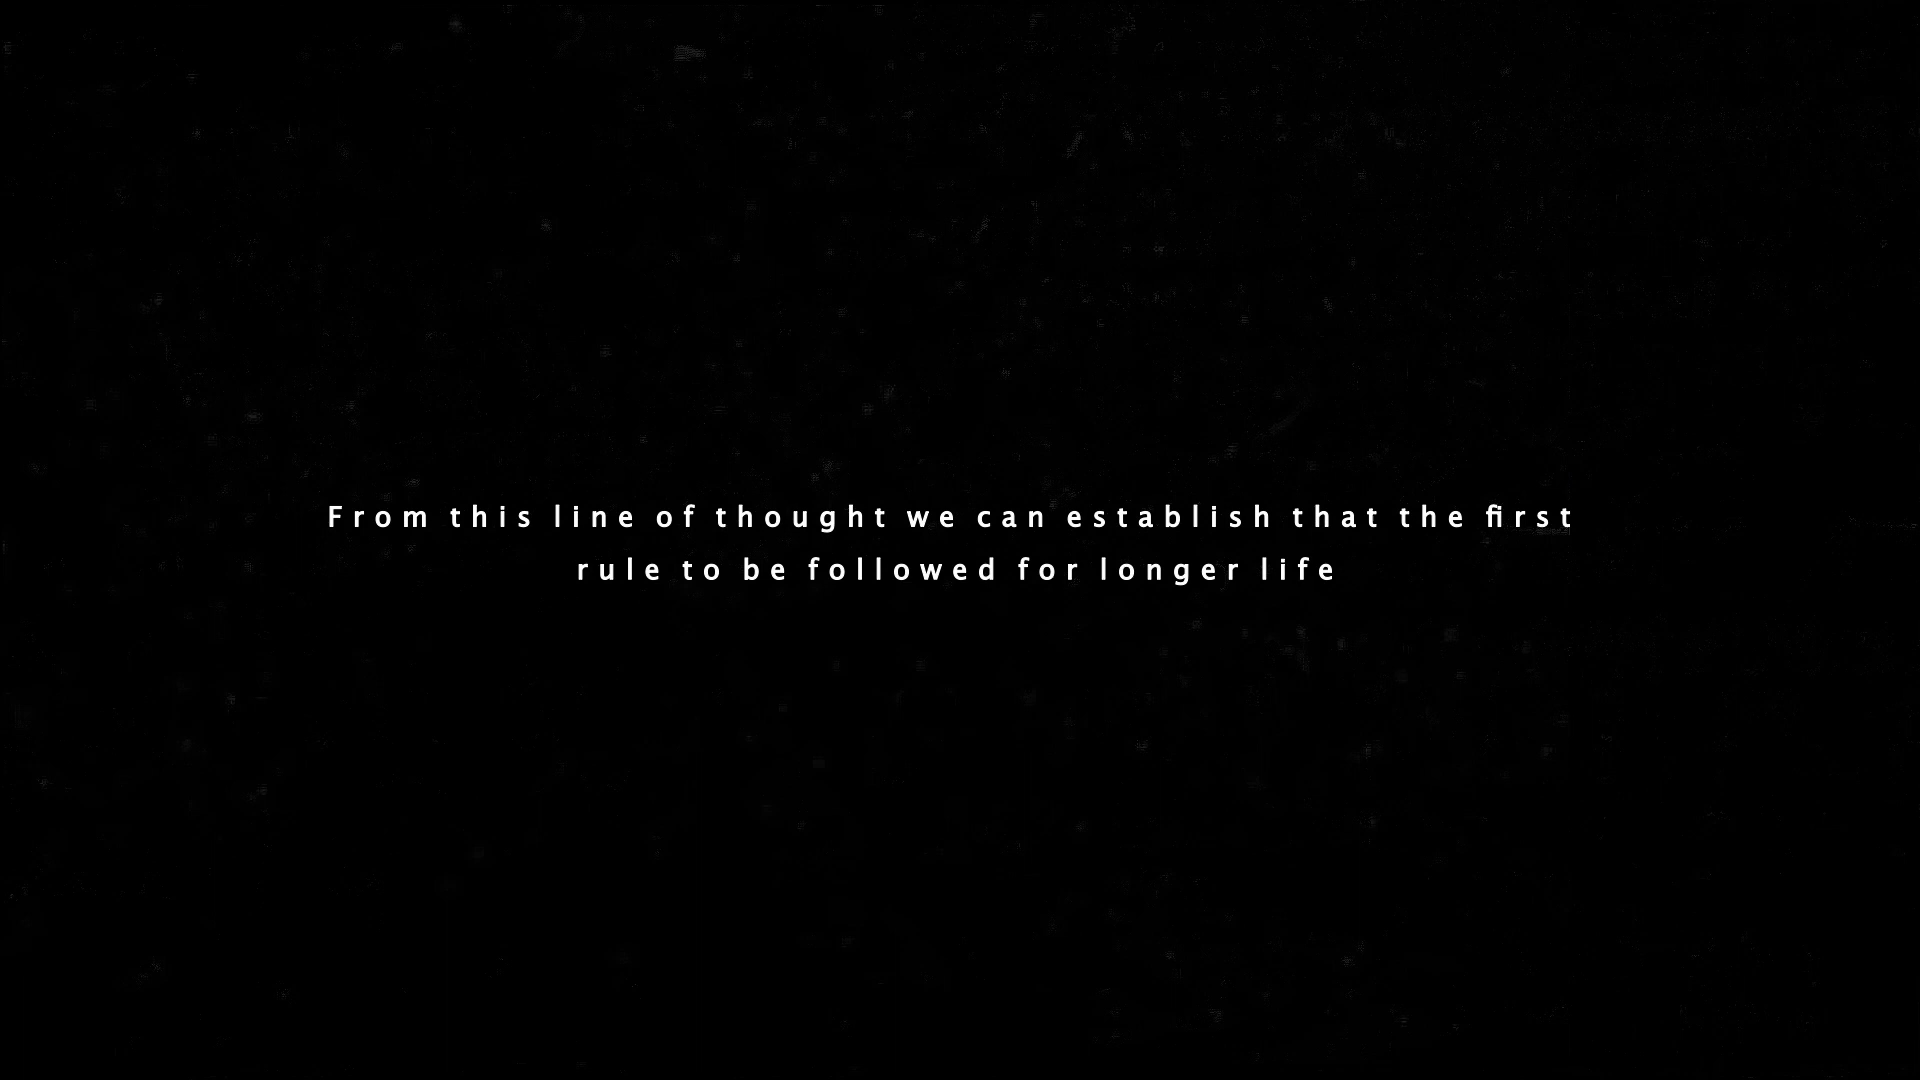 From this line of thought we can establish that the first
rule to be followed for longer life